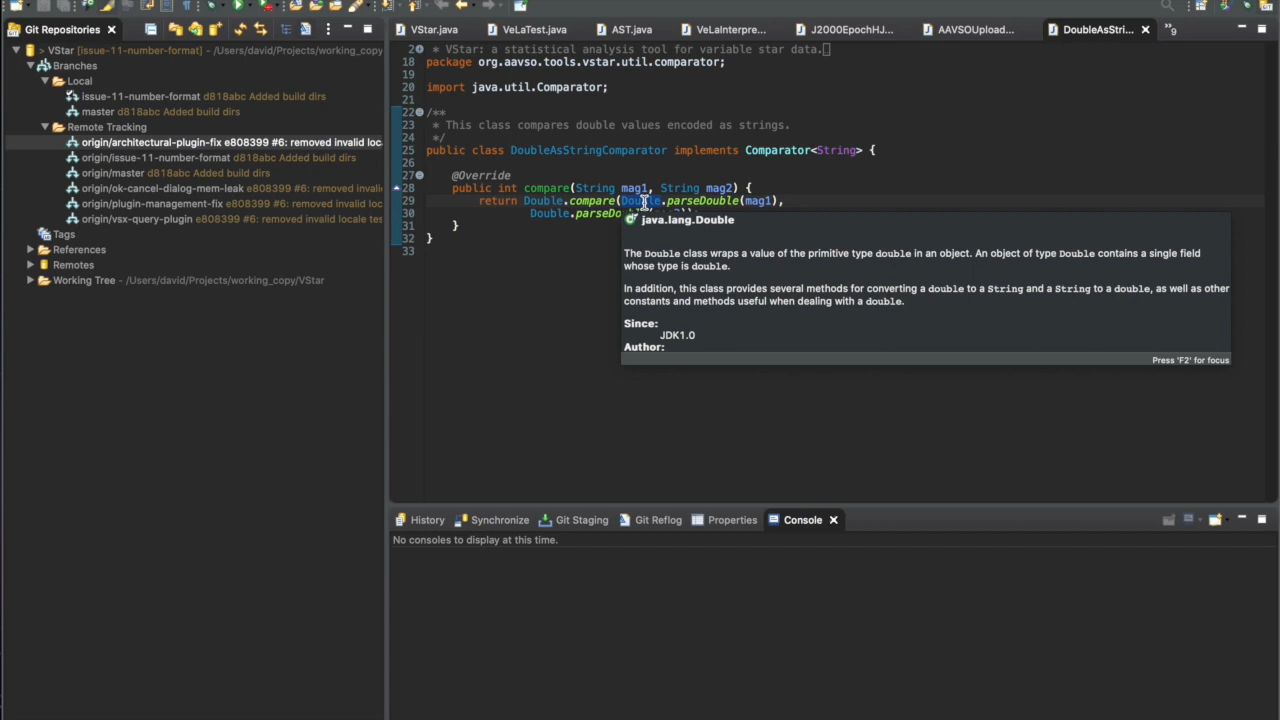 Git Repositories
VStar [issue-11-number-format] - /Users/david/Projects/working_copy
Branches
Local
issue-11-number-format d818abc Added build dirs
master d818abc Added build dirs
Remote Tracking
origin/architectural-plugin-fix e808399 #6: removed invalid loca
origin/issue-11-number-format d818abc Added build dirs
origin/master d818abc Added build dirs
origin/ok-cancel-dialog-mem-leak e808399 #6: removed invalid
origin/plugin-management-fix e808399 #6: removed invalid loc
origin/vsx-query-plugin e808399 #6: removed invalid locale te
Tags
References
Remotes
Working Tree - /Users/david/Projects/working_copy/VStar
VStar.java VeLaTest.java AST.java VeLaInterpre... J2000EpochHJ... AAVSOUpload... DoubleAsStri... »9
2 * VStar: a statistical analysis tool for variable star data.
18 package org.aavso.tools.vstar.util.comparator;
19
20 import java.util.Comparator;
21
22 /**
23 * This class compares double values encoded as strings.
24 */
25 public class DoubleAsStringComparator implements Comparator<String> {
26
27 @Override
28 public int compare(String mag1, String mag2) {
29 return Double.compare(Double.parseDouble(mag1),
30 Double.parseDo
31 }
32 }
33
java.lang.Double
The Double class wraps a value of the primitive type double in an object. An object of type Double contains a single field
whose type is double.
In addition, this class provides several methods for converting a double to a String and a String to a double, as well as other
constants and methods useful when dealing with a double.
Since:
JDK1.0
Author:
Press 'F2' for focus
History Synchronize Git Staging Git Reflog Properties Console
No consoles to display at this time.